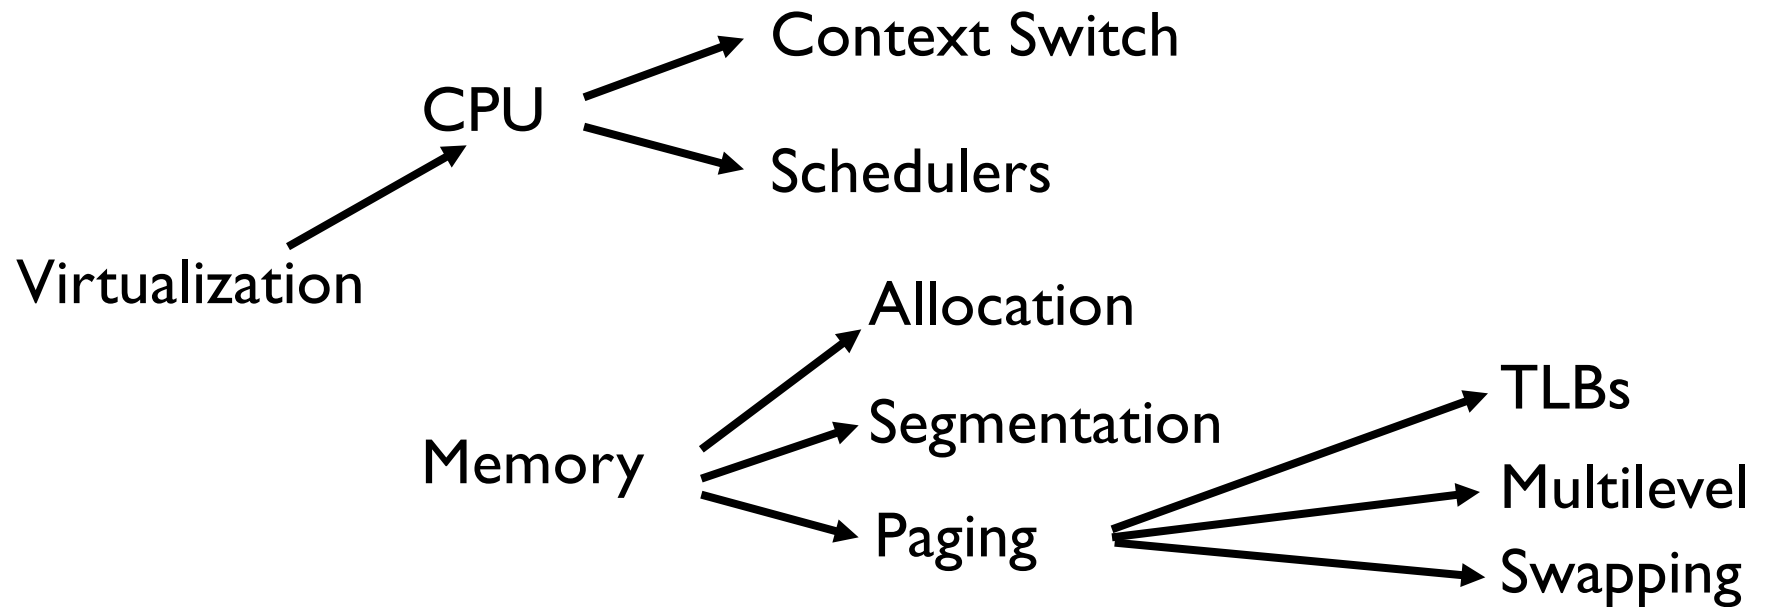 Context Switch
CPU
Schedulers
Virtualization
Allocation
TLBs
Segmentation
Memory
Multilevel
Paging
Swapping